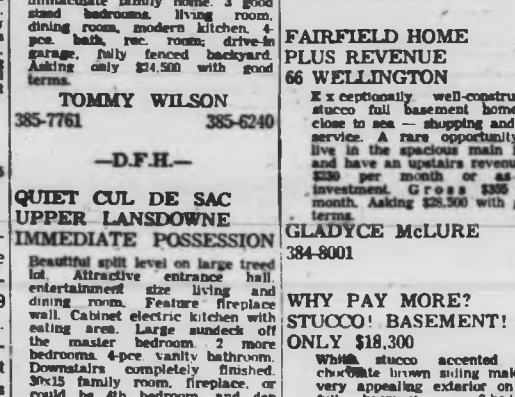 immaculate family home. 3 good
sized bedrooms, living room,
dining room, modern kitchen, 4-
pce. bath, rec. room; drive-in
garage, fully fenced backyard.
Asking only $24,500 with good
terms.
TOMMY WILSON
385-7761 385-6240
—D.F.H.—
QUIET CUL DE SAC
UPPER LANSDOWNE
IMMEDIATE POSSESSION
Beautiful split level on large treed
lot. Attractive entrance hall,
entertainment size living and
dining room. Feature fireplace
wall. Cabinet electric kitchen with
eating area. Large sundeck off
the master bedroom. 2 more
bedrooms. 4-pce. vanity bathroom.
Downstairs completely finished.
30x15 family room, fireplace, or
could be 4th bedroom, and den
FAIRFIELD HOME
PLUS REVENUE
66 WELLINGTON
Exceptionally well-constru
stucco full basement home
close to sea — shopping and
service. A rare opportunity
live in the spacious main
and have an upstairs revenu
$330 per month or as
investment. Gross $355
month. Asking $28,500 with
terms.
GLADYCE McLURE
384-8001
WHY PAY MORE?
STUCCO! BASEMENT!
ONLY $18,300
White stucco accented
chocolate brown siding mak
very appealing exterior on